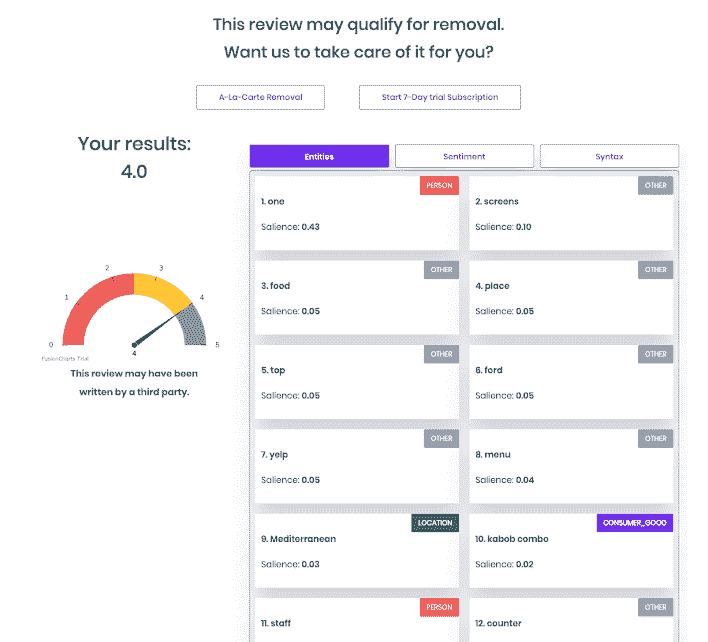 This review may qualify for removal.
Want us to take care of it for you?
A-La-Carte Removal
Start 7-Day trial Subscription
Your results:
4.0
0
1
2
3
4
5
4
FusionCharts Trial
This review may have been
written by a third party.
Entities
Sentiment
Syntax
PERSON
1. one
Salience: 0.43
OTHER
2. screens
Salience: 0.10
OTHER
3. food
Salience: 0.05
OTHER
4. place
Salience: 0.05
OTHER
5. top
Salience: 0.05
OTHER
6. ford
Salience: 0.05
OTHER
7. yelp
Salience: 0.05
OTHER
8. menu
Salience: 0.04
LOCATION
9. Mediterranean
Salience: 0.03
CONSUMER_GOOD
10. kabob combo
Salience: 0.02
PERSON
11. staff
OTHER
12. counter